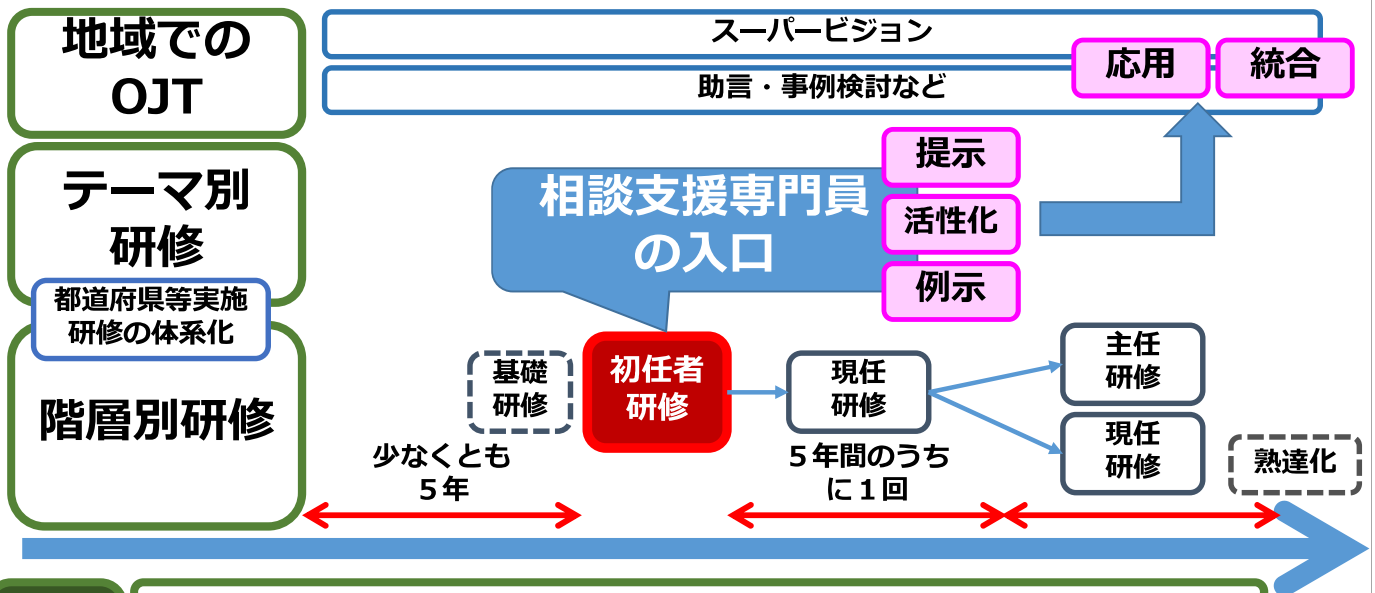 地域での
OJT
スーパービジョン
助言・事例検討など
応用
統合
テーマ別
研修
相談支援専門員
の入口
提示
活性化
例示
都道府県等実施
研修の体系化
階層別研修
基礎
研修
初任者
研修
現任
研修
主任
研修
現任
研修
熟達化
少なくとも
５年
５年間のうち
に１回